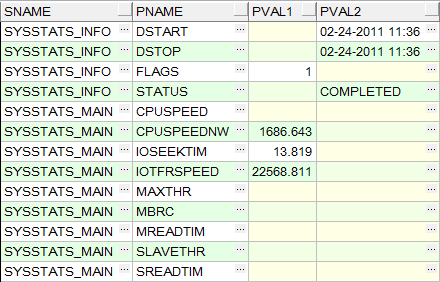 SNAME PNAME PVAL1 PVAL2
SYSSTATS_INFO DSTART 02-24-2011 11:36
SYSSTATS_INFO DSTOP 02-24-2011 11:36
SYSSTATS_INFO FLAGS 1
SYSSTATS_INFO STATUS COMPLETED
SYSSTATS_MAIN CPUSPEED
SYSSTATS_MAIN CPUSPEEDNW 1686.643
SYSSTATS_MAIN IOSEEKTIM 13.819
SYSSTATS_MAIN IOTFRSPEED 22568.811
SYSSTATS_MAIN MAXTHR
SYSSTATS_MAIN MBRC
SYSSTATS_MAIN MREADTIM
SYSSTATS_MAIN SLAVETHR
SYSSTATS_MAIN SREADTIM